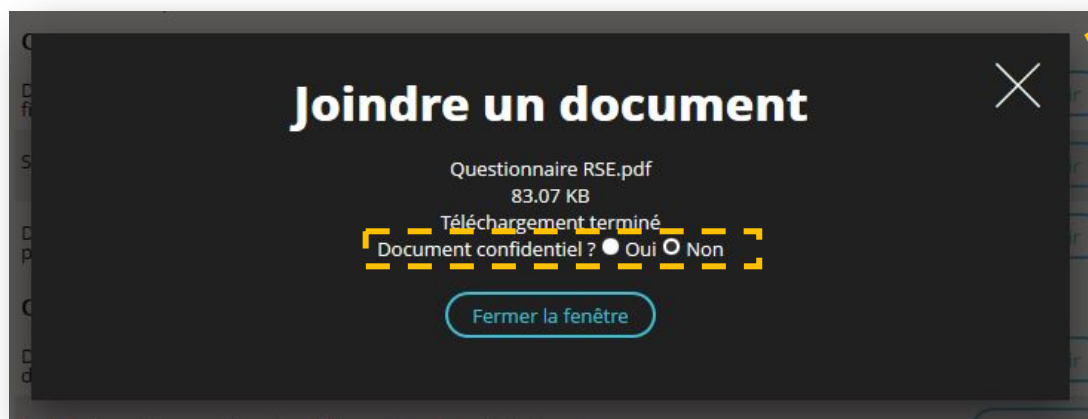 Joindre un document
Questionnaire RSE.pdf
83.07 KB
Téléchargement terminé
Document confidentiel ? Oui Non
Fermer la fenêtre